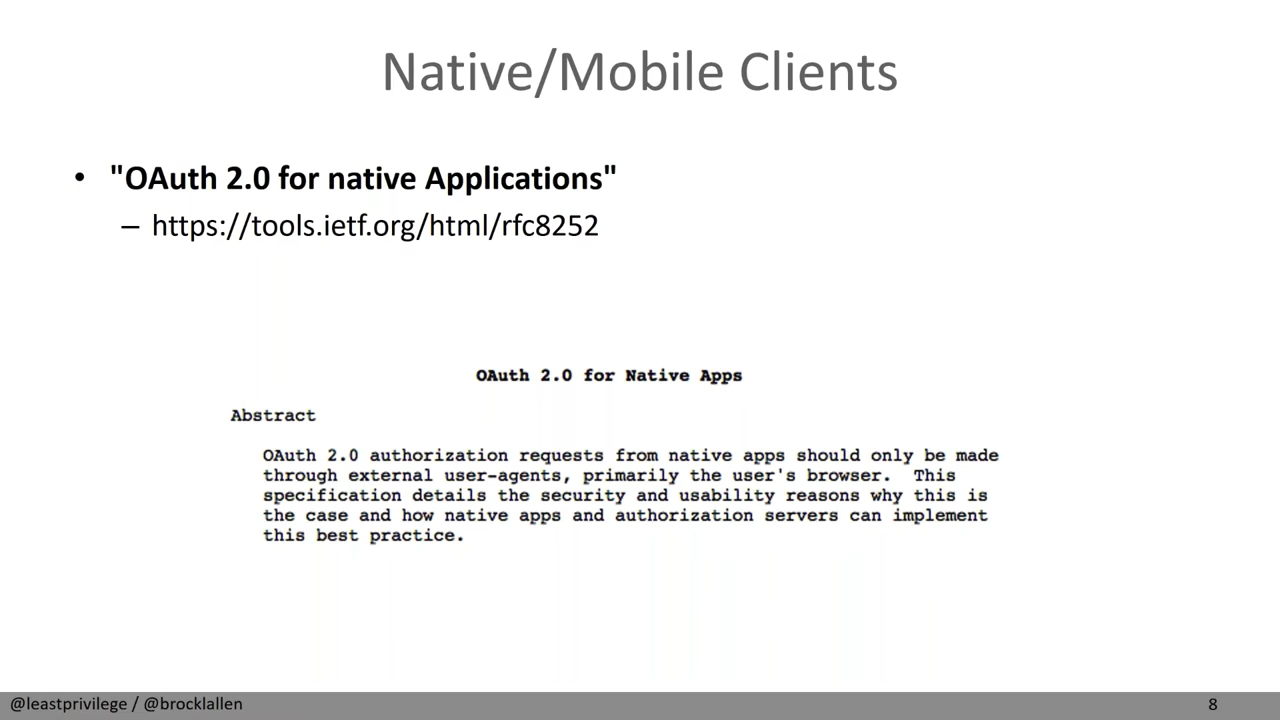 Native/Mobile Clients
• "OAuth 2.0 for native Applications"
– https://tools.ietf.org/html/rfc8252
OAuth 2.0 for Native Apps
Abstract
OAuth 2.0 authorization requests from native apps should only be made
through external user-agents, primarily the user's browser. This
specification details the security and usability reasons why this is
the case and how native apps and authorization servers can implement
this best practice.
@leastprivilege / @brocklallen
8